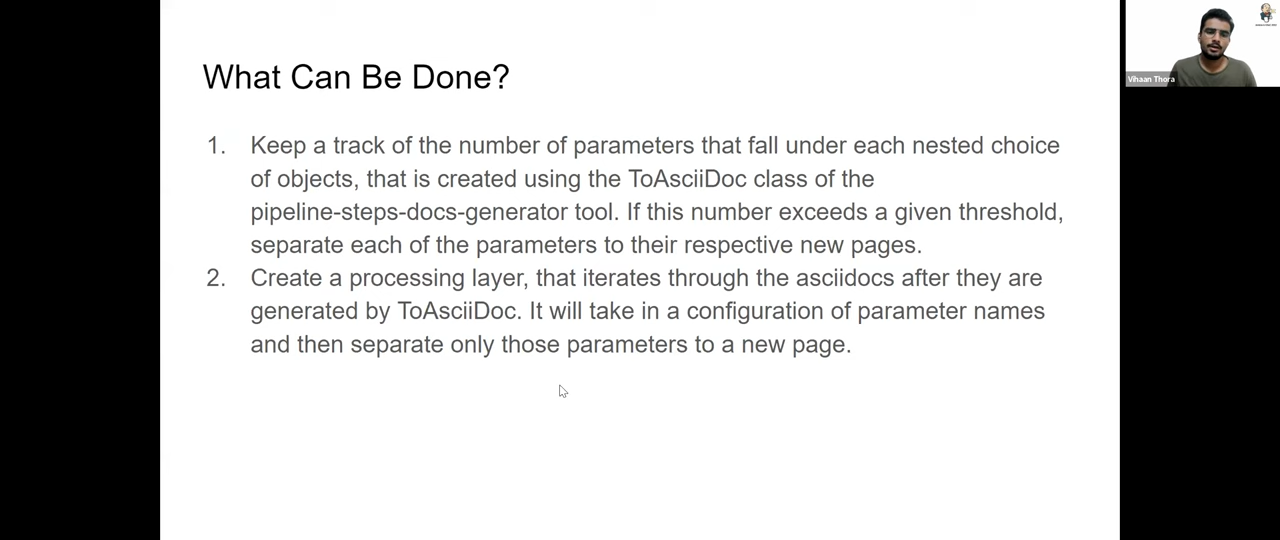 What Can Be Done?
1. Keep a track of the number of parameters that fall under each nested choice
of objects, that is created using the ToAsciiDoc class of the
pipeline-steps-docs-generator tool. If this number exceeds a given threshold,
separate each of the parameters to their respective new pages.
2. Create a processing layer, that iterates through the asciidocs after they are
generated by ToAsciiDoc. It will take in a configuration of parameter names
and then separate only those parameters to a new page.
Vihaan Thora